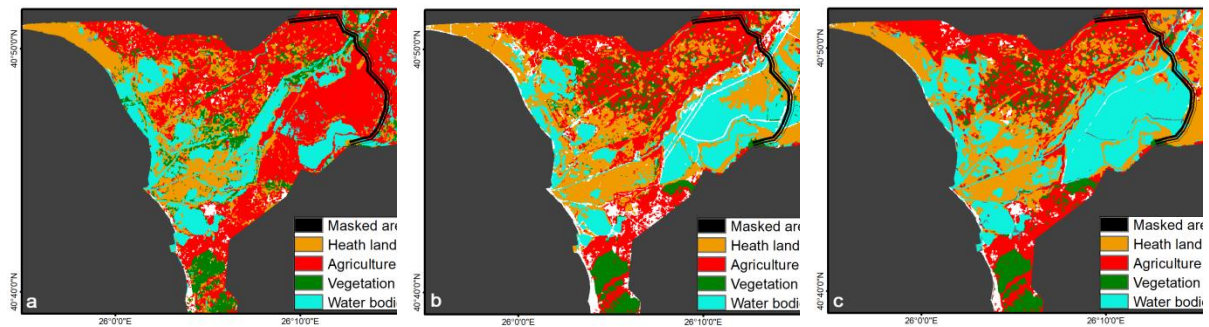 40°50'0"N
40°40'0"N
a
Masked are
Heath land
Agriculture
Vegetation
Water bodi
26°0'0"E
26°10'0"E
40°50'0"N
40°40'0"N
b
Masked are
Heath land
Agriculture
Vegetation
Water bodi
26°0'0"E
26°10'0"E
40°50'0"N
40°40'0"N
c
Masked are
Heath land
Agriculture
Vegetation
Water bodie
26°0'0"E
26°10'0"E